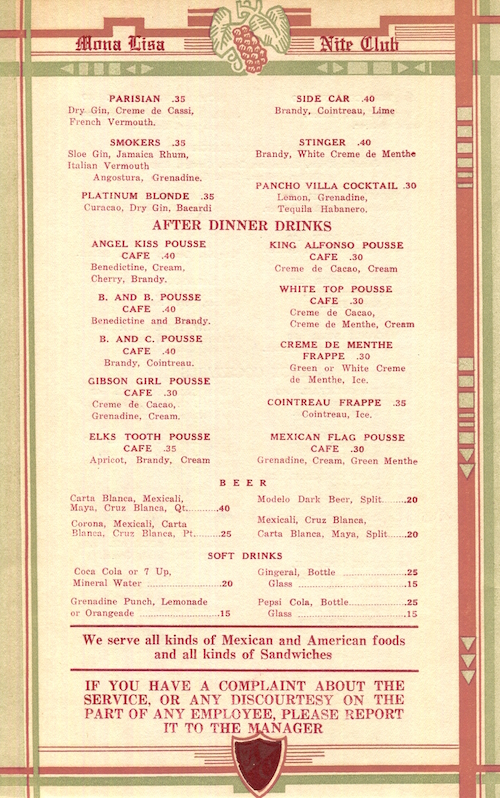 Mona Lisa Nite Club
PARISIAN .35
Dry Gin, Creme de Cassi,
French Vermouth.
SMOKERS .35
Sloe Gin, Jamaica Rhum,
Italian Vermouth
Angostura, Grenadine.
PLATINUM BLONDE .35
Curacao, Dry Gin, Bacardi
SIDE CAR .40
Brandy, Cointreau, Lime
STINGER .40
Brandy, White Creme de Menthe
PANCHO VILLA COCKTAIL .30
Lemon, Grenadine,
Tequila Habanero.
AFTER DINNER DRINKS
ANGEL KISS POUSSE
CAFE .40
Benedictine, Cream,
Cherry, Brandy.
B. AND B. POUSSE
CAFE .40
Benedictine and Brandy.
B. AND C. POUSSE
CAFE .40
Brandy, Cointreau.
GIBSON GIRL POUSSE
CAFE .30
Creme de Cacao,
Grenadine, Cream.
ELKS TOOTH POUSSE
CAFE .35
Apricot, Brandy, Cream
KING ALFONSO POUSSE
CAFE .30
Creme de Cacao, Cream
WHITE TOP POUSSE
CAFE .30
Creme de Cacao,
Creme de Menthe, Cream
CREME DE MENTHE
FRAPPE .30
Green or White Creme
de Menthe, Ice.
COINTREAU FRAPPE .35
Cointreau, Ice.
MEXICAN FLAG POUSSE
CAFE .30
Grenadine, Cream, Green Menthe
BEER
Carta Blanca, Mexicali,
Maya, Cruz Blanca, Qt..........40
Corona, Mexicali, Carta
Blanca, Cruz Blanca, Pt.......25
Modelo Dark Beer, Split.......20
Mexicali, Cruz Blanca,
Carta Blanca, Maya, Split......20
SOFT DRINKS
Coca Cola or 7 Up,
Mineral Water ....................20
Grenadine Punch, Lemonade
or Orangeade ....................15
Gingeral, Bottle ..................25
Glass ..................................15
Pepsi Cola, Bottle................25
Glass ..................................15
We serve all kinds of Mexican and American foods
and all kinds of Sandwiches
IF YOU HAVE A COMPLAINT ABOUT THE
SERVICE, OR ANY DISCOURTESY ON THE
PART OF ANY EMPLOYEE, PLEASE REPORT
IT TO THE MANAGER